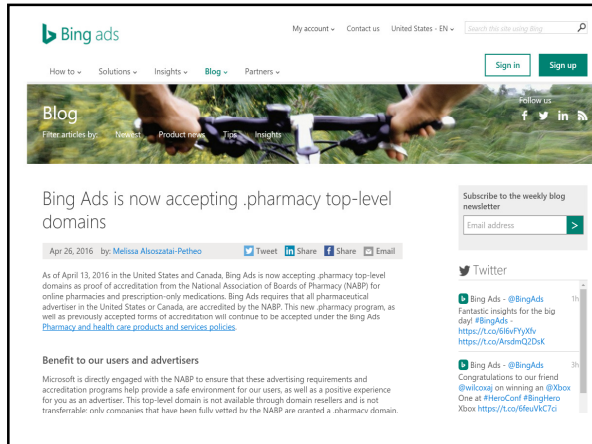 Bing ads
My account Contact us United States - EN Search this site using Bing
Sign in Sign up
How to Solutions Insights Blog Partners
Blog
Follow us
Filter articles by: Newest Product news Tips Insights
Bing Ads is now accepting .pharmacy top-level
domains
Apr 26, 2016 by: Melissa Alsoszatai-Petheo Tweet Share Share Email
As of April 13, 2016 in the United States and Canada, Bing Ads is now accepting .pharmacy top-level
domains as proof of accreditation from the National Association of Boards of Pharmacy (NABP) for
online pharmacies and prescription-only medications. Bing Ads requires that all pharmaceutical
advertiser in the United States or Canada, are accredited by the NABP. This new .pharmacy program, as
well as previously accepted forms of accreditation will continue to be accepted under the Bing Ads
Pharmacy and health care products and services policies.
Benefit to our users and advertisers
Microsoft is directly engaged with the NABP to ensure that these advertising requirements and
accreditation programs help provide a safe environment for our users, as well as a positive experience
for you as an advertiser. This top-level domain is not available through domain resellers and is not
transferrable; only companies that have been fully vetted by the NABP are granted a .pharmacy domain.
Subscribe to the weekly blog
newsletter
Email address >
Twitter
Bing Ads - @BingAds 1h
Fantastic insights for the big
day! #BingAds -
https://t.co/6I6vFYyXfv
https://t.co/ArsdmQ2DsK
Bing Ads - @BingAds 3h
Congratulations to our friend
@wilcoxaj on winning an @Xbox
One at #HeroConf #BingHero
Xbox https://t.co/6feuVkC7ci